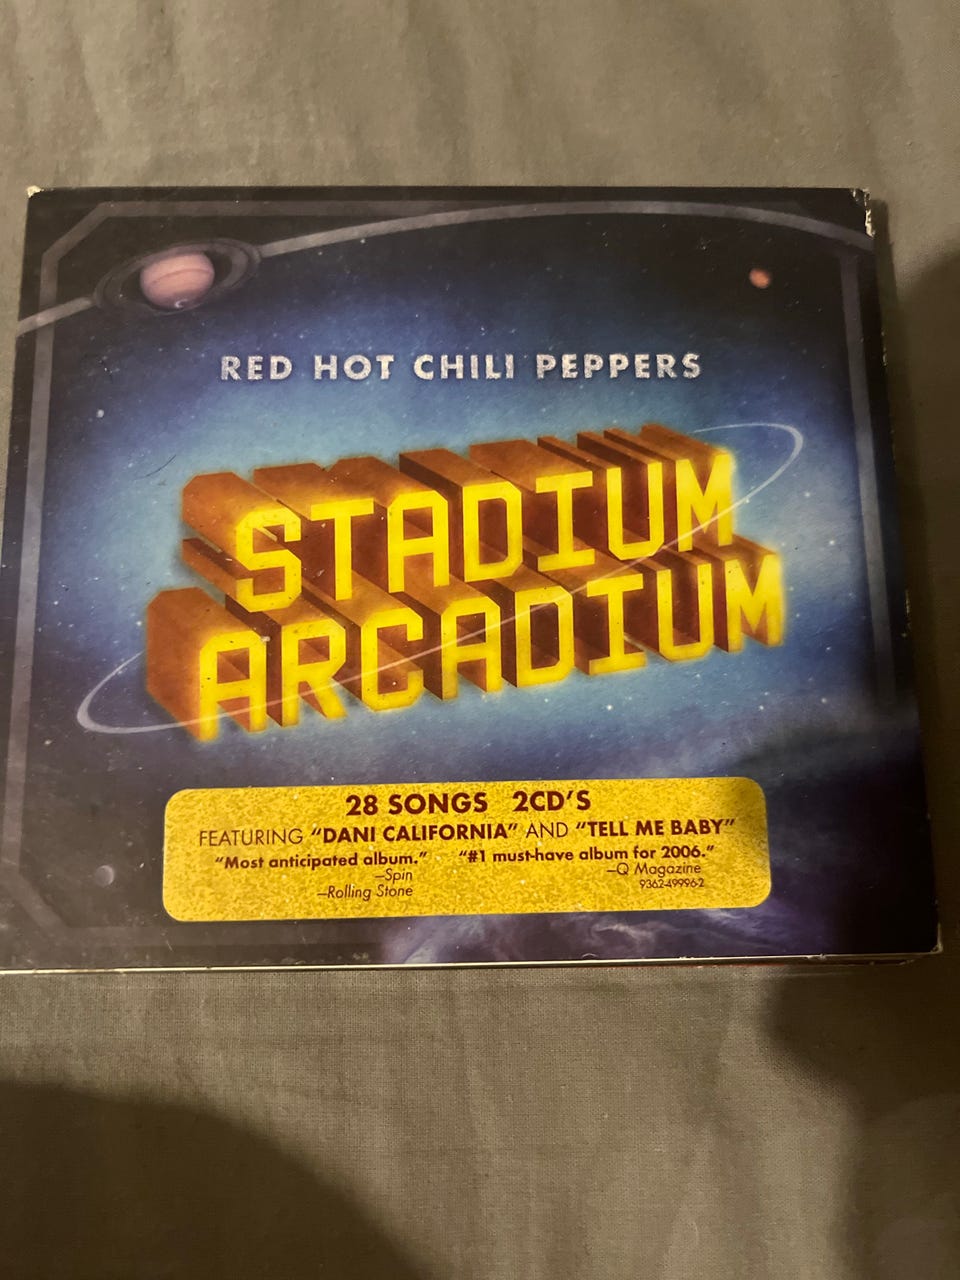 RED HOT CHILI PEPPERS
STADIUM
ARCADIUM
28 SONGS 2CD'S
FEATURING "DANI CALIFORNIA" AND "TELL ME BABY"
"Most anticipated album." "#1 must-have album for 2006."
—Spin —Q Magazine
—Rolling Stone 9362-49996-2